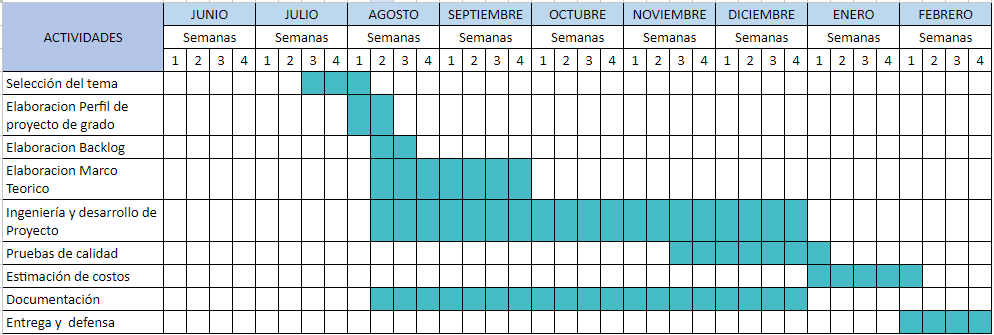 ACTIVIDADES
JUNIO JULIO AGOSTO SEPTIEMBRE OCTUBRE NOVIEMBRE DICIEMBRE ENERO FEBRERO
Semanas Semanas Semanas Semanas Semanas Semanas Semanas Semanas Semanas
1 2 3 4 1 2 3 4 1 2 3 4 1 2 3 4 1 2 3 4 1 2 3 4 1 2 3 4 1 2 3 4 1 2 3 4
Selección del tema
Elaboracion Perfil de
proyecto de grado
Elaboracion Backlog
Elaboracion Marco
Teorico
Ingeniería y desarrollo de
Proyecto
Pruebas de calidad
Estimación de costos
Documentación
Entrega y  defensa